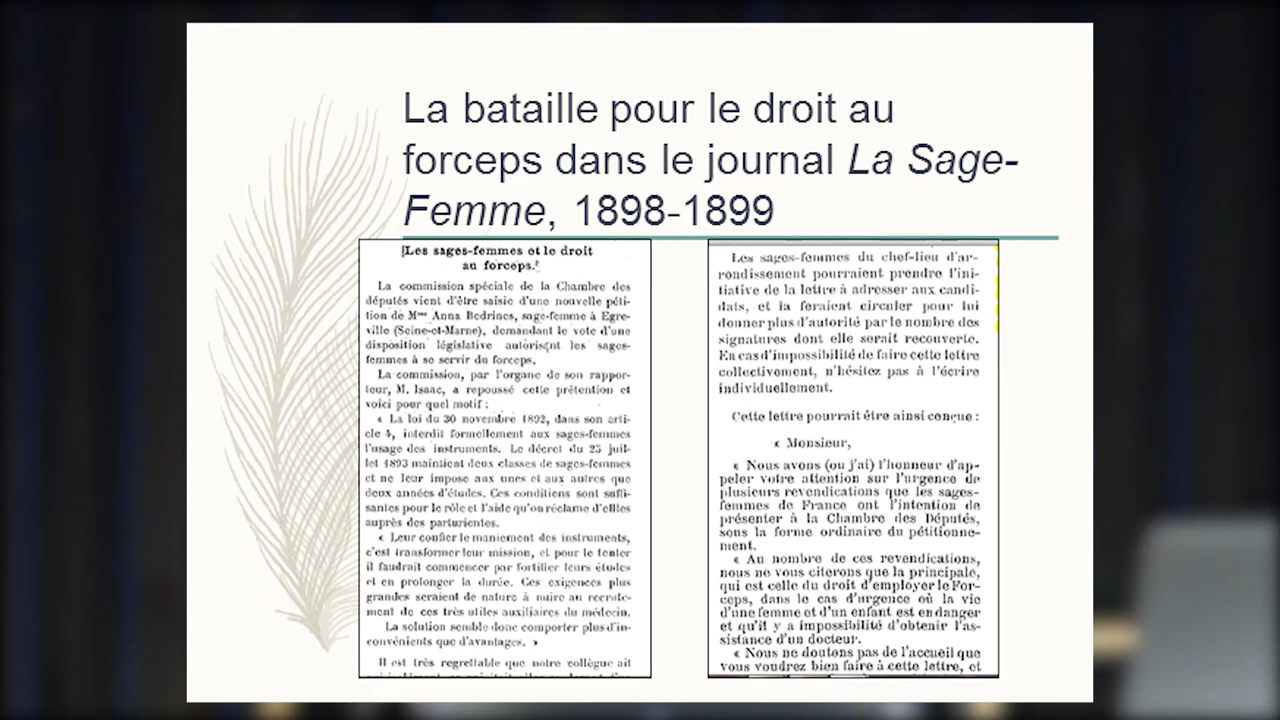 La bataille pour le droit au
forceps dans le journal La Sage-
Femme, 1898-1899
Les sages-femmes et le droit
au forceps.
La commission spéciale de la Chambre des
députés vient d'être saisie d'une nouvelle péti-
tion de Mme Anna Bedrines, sage-femme à Egre-
ville (Seine-et-Marne), demandant le vote d'une
disposition législative autorisant les sages-
femmes à se servir du forceps.
La commission, par l'organe de son rappor-
teur, M. Isaac, a repoussé cette prétention et
voici pour quel motif :
« La loi du 30 novembre 1892, dans son arti-
cle 4, interdit formellement aux sages-femmes
l'usage des instruments. Le décret du 25 juil-
let 1893 maintient deux classes de sages-femmes
et ne leur impose aux unes et aux autres que
deux années d'études. Ces conditions sont suffi-
santes pour le rôle et l'aide qu'on réclame d'elles
auprès des parturientes.
« Leur confier le maniement des instruments,
c'est transformer leur mission, et pour le tenter
il faudrait commencer par fortifier leurs études
et en prolonger la durée. Ces exigences plus
grandes seraient de nature à nuire au recrute-
ment de ces très utiles auxiliaires du médecin.
La solution semble donc comporter plus d'in-
convénients que d'avantages. »
Il est très regrettable que notre collègue ait
Les sages-femmes du chef-lieu d'ar-
rondissement pourraient prendre l'ini-
tiative de la lettre à adresser aux candi-
dats, et la feraient circuler pour lui
donner plus d'autorité par le nombre des
signatures dont elle serait recouverte.
En cas d'impossibilité de faire cette lettre
collectivement, n'hésitez pas à l'écrire
individuellement.
Cette lettre pourrait être ainsi conçue :
« Monsieur,
« Nous avons (ou j'ai) l'honneur d'ap-
peler votre attention sur l'urgence de
plusieurs revendications que les sages-
femmes de France ont l'intention de
présenter à la Chambre des Députés,
sous la forme ordinaire du pétitionne-
ment.
« Au nombre de ces revendications,
nous ne vous citerons que la principale,
qui est celle du droit d'employer le For-
ceps, dans le cas d'urgence où la vie
d'une femme et d'un enfant est en danger
et qu'il y a impossibilité d'obtenir l'as-
sistance d'un docteur.
« Nous ne doutons pas de l'accueil que
vous voudrez bien faire à cette lettre, et